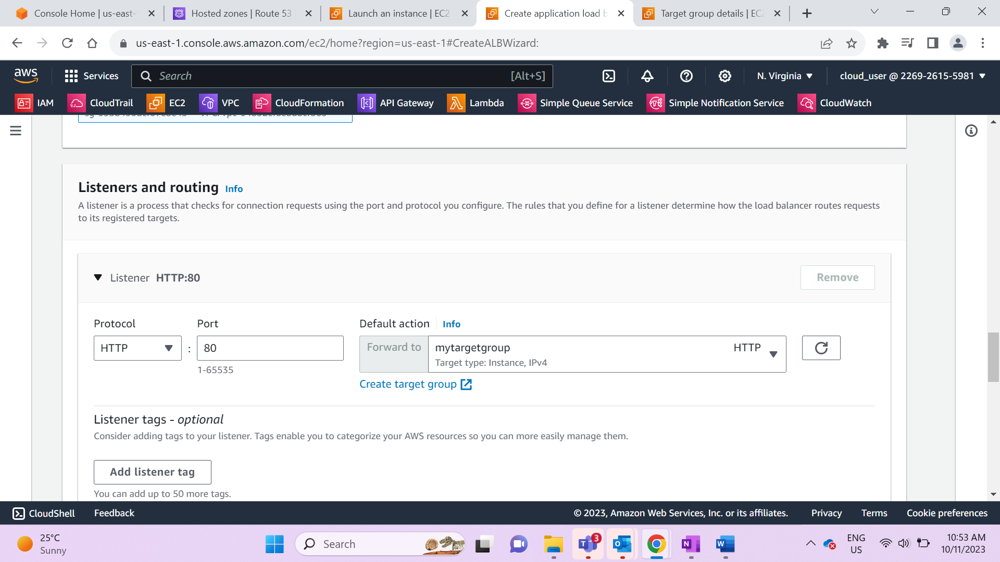 Console Home | us-east-
Hosted zones | Route 53
Launch an instance | EC2
Create application load b
Target group details | EC2
us-east-1.console.aws.amazon.com/ec2/home?region=us-east-1#CreateALBWizard:
aws
Services
Search
[Alt+S]
N. Virginia
cloud_user @ 2269-2615-5981
IAM
CloudTrail
EC2
VPC
CloudFormation
API Gateway
Lambda
Simple Queue Service
Simple Notification Service
CloudWatch
Listeners and routing Info
A listener is a process that checks for connection requests using the port and protocol you configure. The rules that you define for a listener determine how the load balancer routes requests
to its registered targets.
Listener HTTP:80
Remove
Protocol
Port
Default action Info
HTTP
:
80
Forward to
mytargetgroup
HTTP
Target type: Instance, IPv4
1-65535
Create target group
Listener tags - optional
Consider adding tags to your listener. Tags enable you to categorize your AWS resources so you can more easily manage them.
Add listener tag
You can add up to 50 more tags.
CloudShell
Feedback
© 2023, Amazon Web Services, Inc. or its affiliates.
Privacy
Terms
Cookie preferences
25°C
Sunny
Search
3
ENG
US
10:53 AM
10/11/2023